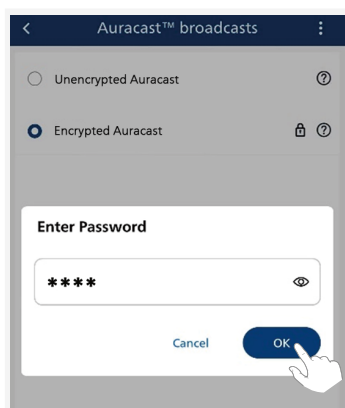 Auracast™ broadcasts
Unencrypted Auracast
Encrypted Auracast
Enter Password
****
Cancel
OK